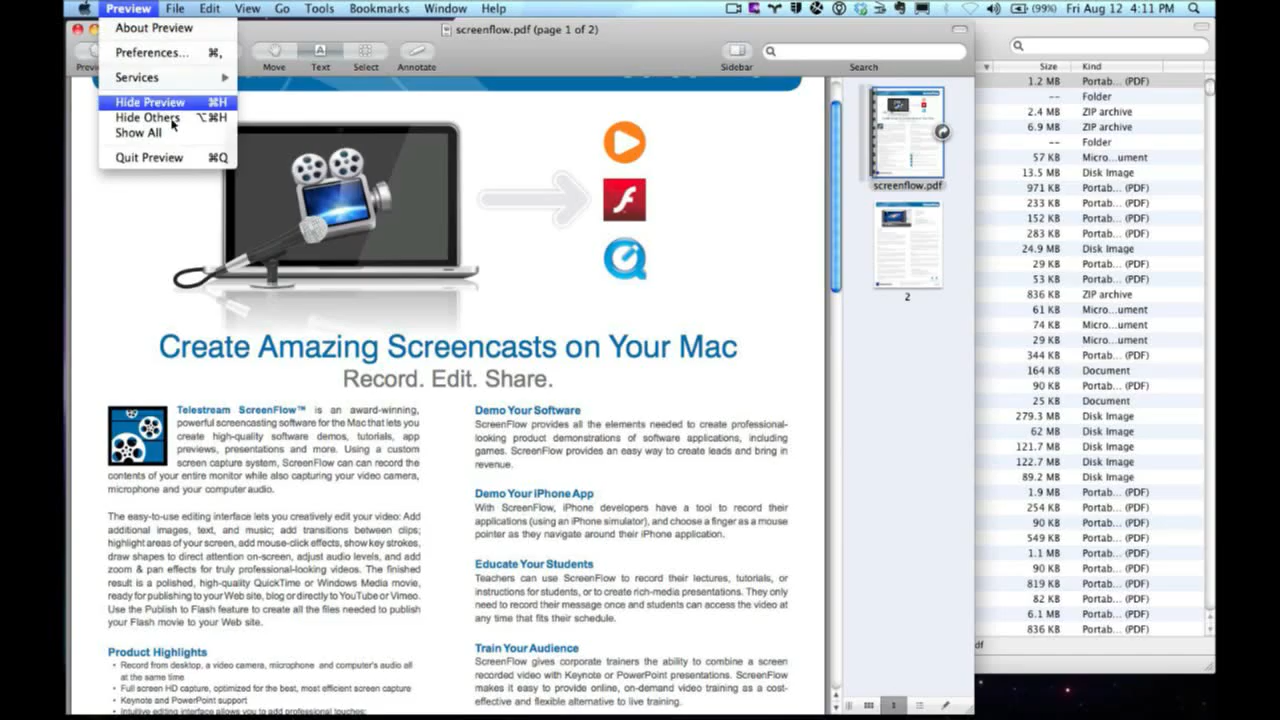 Preview File Edit View Go Tools Bookmarks Window Help (99%) Fri Aug 12 4:11 PM
About Preview
Preferences... ⌘,
Services
Hide Preview ⌘H
Hide Others ⌥⌘H
Show All
Quit Preview ⌘Q
screenflow.pdf (page 1 of 2)
Move Text Select Annotate Sidebar Search
Create Amazing Screencasts on Your Mac
Record. Edit. Share.
Telestream ScreenFlow™ is an award-winning,
powerful screencasting software for the Mac that lets you
create high-quality software demos, tutorials, app
previews, presentations and more. Using a custom
screen capture system, ScreenFlow can can record the
contents of your entire monitor while also capturing your video camera,
microphone and your computer audio.
The easy-to-use editing interface lets you creatively edit your video: Add
additional images, text, and music; add transitions between clips;
highlight areas of your screen, add mouse-click effects, show key strokes,
draw shapes to direct attention on-screen, adjust audio levels, and add
zoom & pan effects for truly professional-looking videos. The finished
result is a polished, high-quality QuickTime or Windows Media movie,
ready for publishing to your Web site, blog or directly to YouTube or Vimeo.
Use the Publish to Flash feature to create all the files needed to publish
your Flash movie to your Web site.
Product Highlights
• Record from desktop, a video camera, microphone and computer's audio all
at the same time
• Full screen HD capture, optimized for the best, most efficient screen capture
• Keynote and PowerPoint support
• Intuitive editing interface allows you to add professional touches:
Demo Your Software
ScreenFlow provides all the elements needed to create professional-
looking product demonstrations of software applications, including
games. ScreenFlow provides an easy way to create leads and bring in
revenue.
Demo Your iPhone App
With ScreenFlow, iPhone developers have a tool to record their
applications (using an iPhone simulator), and choose a finger as a mouse
pointer as they navigate around their iPhone application.
Educate Your Students
Teachers can use ScreenFlow to record their lectures, tutorials, or
instructions for students, or to create rich-media presentations. They only
need to record their message once and students can access the video at
any time that fits their schedule.
Train Your Audience
ScreenFlow gives corporate trainers the ability to combine a screen
recorded video with Keynote or PowerPoint presentations. ScreenFlow
makes it easy to provide online, on-demand video training as a cost-
effective and flexible alternative to live training.
screenflow.pdf
2
Size Kind
1.2 MB Portab... (PDF)
-- Folder
2.4 MB ZIP archive
6.9 MB ZIP archive
-- Folder
57 KB Micro...ument
13.5 MB Disk Image
971 KB Portab... (PDF)
233 KB Portab... (PDF)
152 KB Portab... (PDF)
283 KB Portab... (PDF)
24.9 MB Disk Image
29 KB Portab... (PDF)
53 KB Portab... (PDF)
836 KB ZIP archive
61 KB Micro...ument
74 KB Micro...ument
29 KB Micro...ument
344 KB Portab... (PDF)
164 KB Document
90 KB Portab... (PDF)
25 KB Document
279.3 MB Disk Image
62 MB Disk Image
121.7 MB Disk Image
122.7 MB Disk Image
89.2 MB Disk Image
1.9 MB Portab... (PDF)
254 KB Portab... (PDF)
90 KB Portab... (PDF)
549 KB Portab... (PDF)
1.1 MB Portab... (PDF)
90 KB Portab... (PDF)
819 KB Portab... (PDF)
82 KB Portab... (PDF)
6.1 MB Portab... (PDF)
836 KB Portab... (PDF)
df